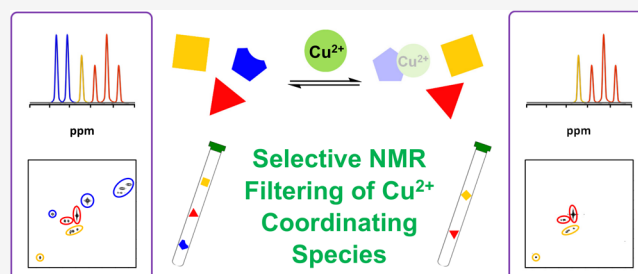 Cu2+
Cu2+
ppm
ppm
Selective NMR
Filtering of Cu2+
Coordinating
Species